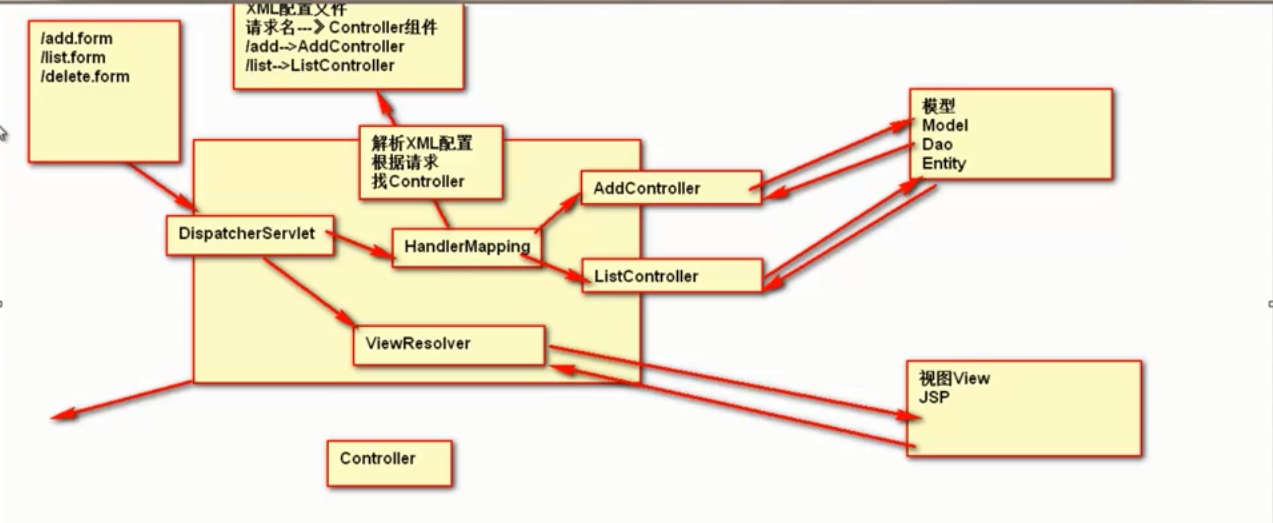 /add.form
/list.form
/delete.form
XML配置文件
请求名---》Controller组件
/add-->AddController
/list-->ListController
解析XML配置
根据请求
找Controller
模型
Model
Dao
Entity
AddController
DispatcherServlet
HandlerMapping
ListController
ViewResolver
视图View
JSP
Controller